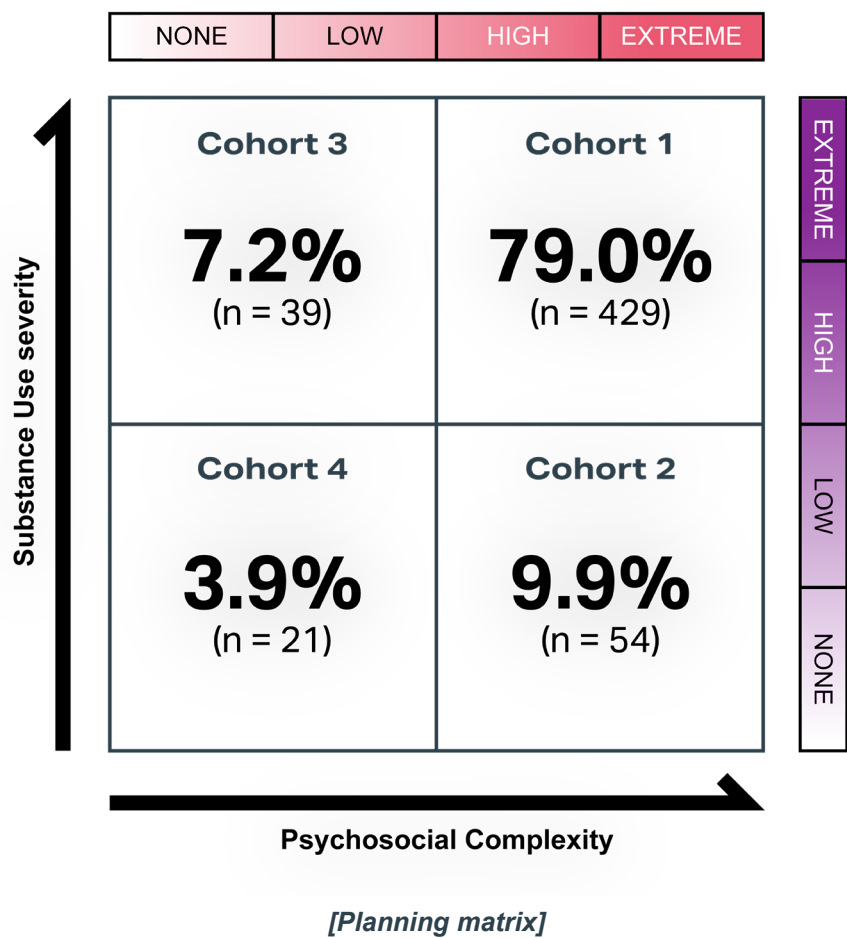 NONE LOW HIGH EXTREME
Cohort 3
7.2%
(n = 39)
Cohort 1
79.0%
(n = 429)
Cohort 4
3.9%
(n = 21)
Cohort 2
9.9%
(n = 54)
Substance Use severity
EXTREME
HIGH
LOW
NONE
Psychosocial Complexity
[Planning matrix]